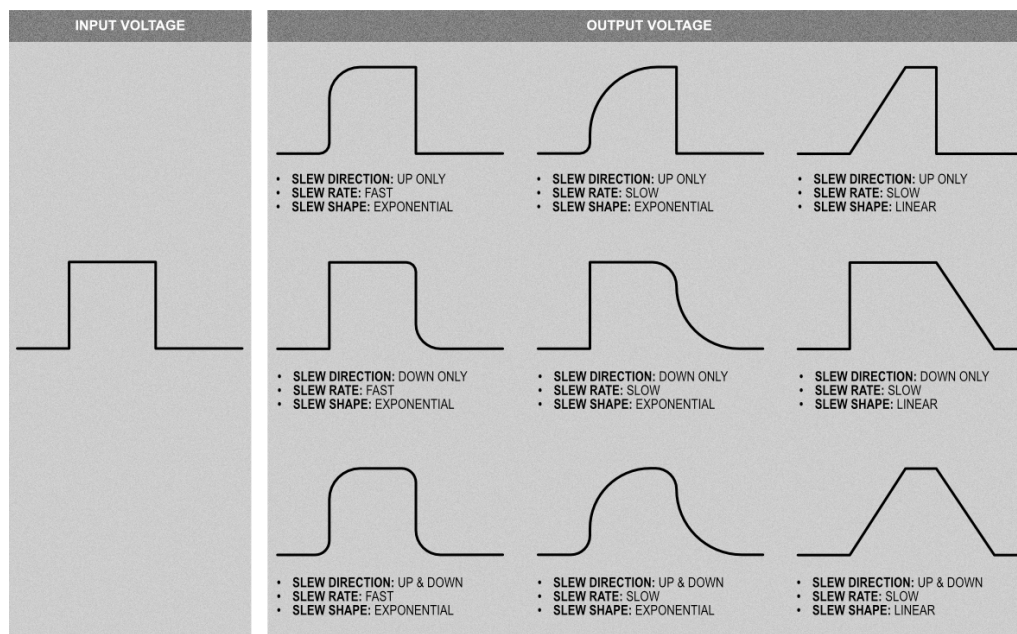 INPUT VOLTAGE
OUTPUT VOLTAGE
• SLEW DIRECTION: UP ONLY
• SLEW RATE: FAST
• SLEW SHAPE: EXPONENTIAL
• SLEW DIRECTION: UP ONLY
• SLEW RATE: SLOW
• SLEW SHAPE: EXPONENTIAL
• SLEW DIRECTION: UP ONLY
• SLEW RATE: SLOW
• SLEW SHAPE: LINEAR
• SLEW DIRECTION: DOWN ONLY
• SLEW RATE: FAST
• SLEW SHAPE: EXPONENTIAL
• SLEW DIRECTION: DOWN ONLY
• SLEW RATE: SLOW
• SLEW SHAPE: EXPONENTIAL
• SLEW DIRECTION: DOWN ONLY
• SLEW RATE: SLOW
• SLEW SHAPE: LINEAR
• SLEW DIRECTION: UP & DOWN
• SLEW RATE: FAST
• SLEW SHAPE: EXPONENTIAL
• SLEW DIRECTION: UP & DOWN
• SLEW RATE: SLOW
• SLEW SHAPE: EXPONENTIAL
• SLEW DIRECTION: UP & DOWN
• SLEW RATE: SLOW
• SLEW SHAPE: LINEAR